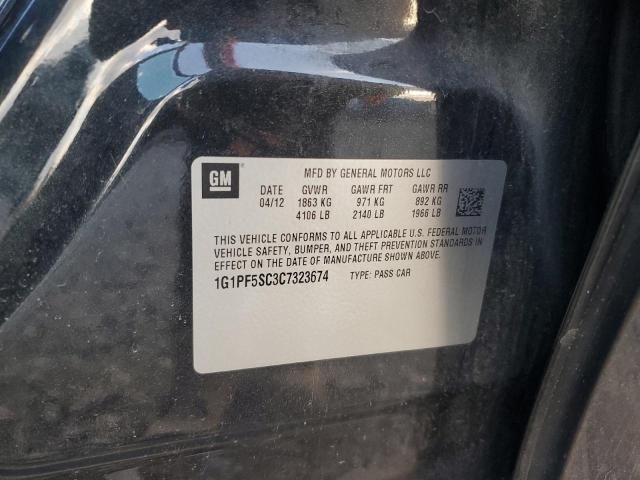 GM
MFD BY GENERAL MOTORS LLC
DATE GVWR GAWR FRT GAWR RR
04/12 1863 KG 971 KG 892 KG
4106 LB 2140 LB 1966 LB
THIS VEHICLE CONFORMS TO ALL APPLICABLE U.S. FEDERAL MOTOR
VEHICLE SAFETY, BUMPER, AND THEFT PREVENTION STANDARDS IN
EFFECT ON THE DATE OF MANUFACTURE SHOWN ABOVE.
1G1PF5SC3C7323674 TYPE: PASS CAR